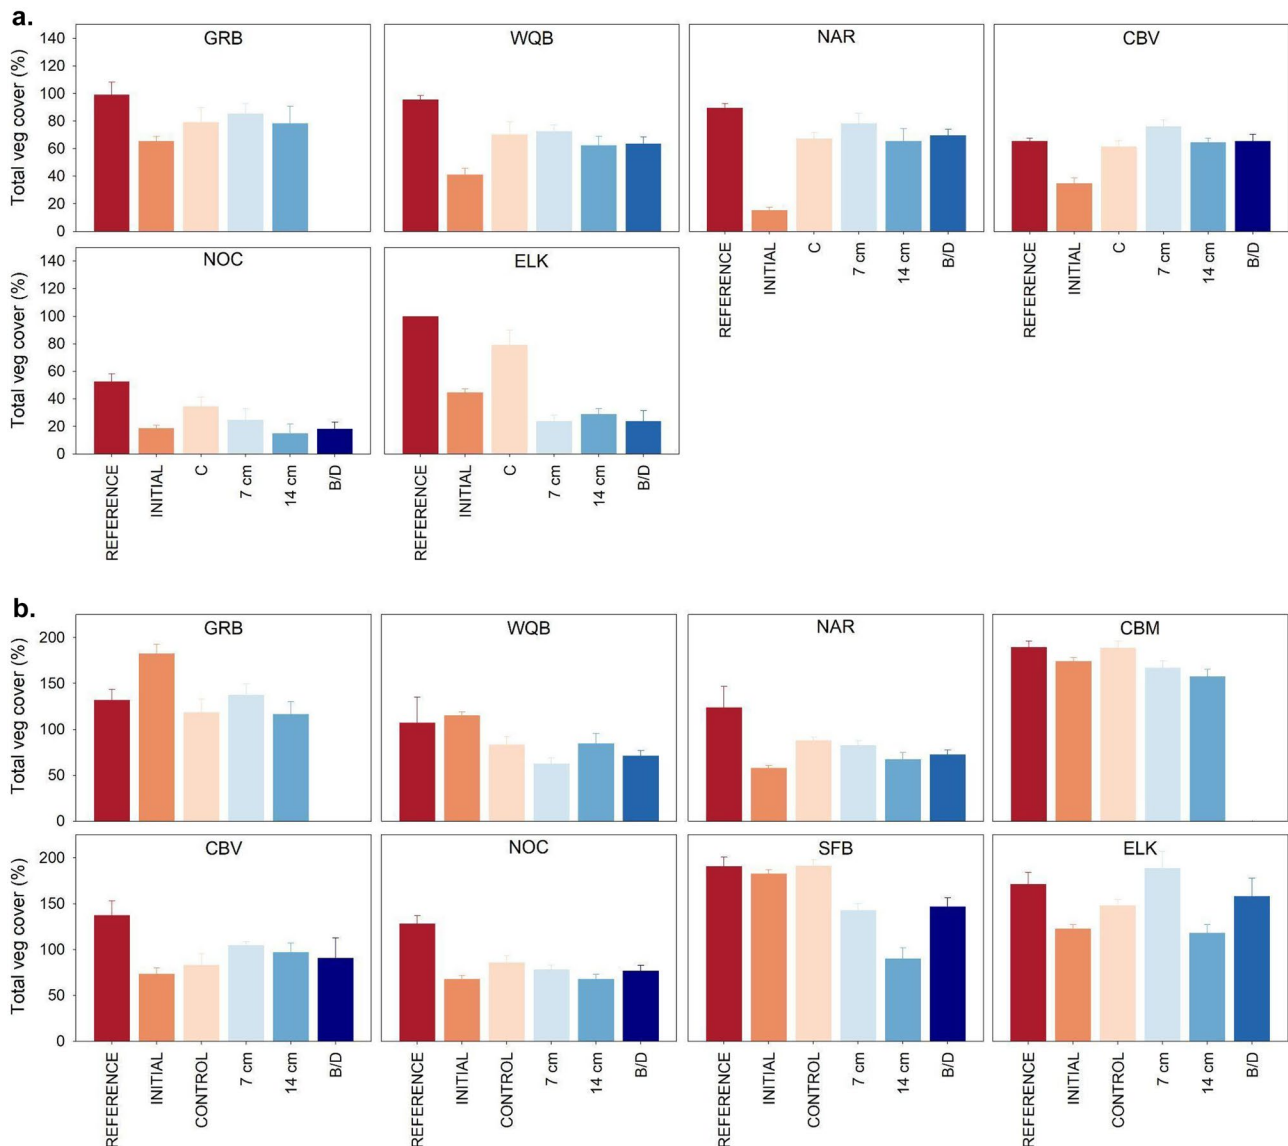 a.
GRB
WQB
NAR
CBV
Total veg cover (%)
140
120
100
80
60
40
20
0
REFERENCE
INITIAL
C
7 cm
14 cm
B/D
REFERENCE
INITIAL
C
7 cm
14 cm
B/D
NOC
ELK
Total veg cover (%)
140
120
100
80
60
40
20
0
REFERENCE
INITIAL
C
7 cm
14 cm
B/D
REFERENCE
INITIAL
C
7 cm
14 cm
B/D
b.
GRB
WQB
NAR
CBM
Total veg cover (%)
200
150
100
50
0
CBV
NOC
SFB
ELK
Total veg cover (%)
200
150
100
50
0
REFERENCE
INITIAL
CONTROL
7 cm
14 cm
B/D
REFERENCE
INITIAL
CONTROL
7 cm
14 cm
B/D
REFERENCE
INITIAL
CONTROL
7 cm
14 cm
B/D
REFERENCE
INITIAL
CONTROL
7 cm
14 cm
B/D